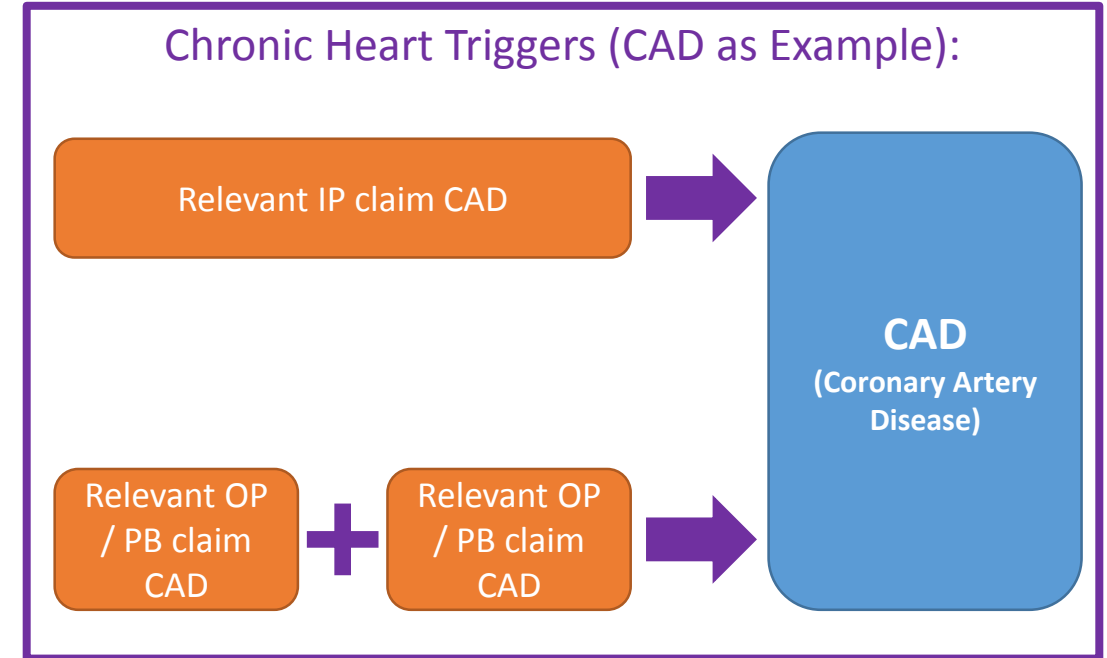 Chronic Heart Triggers (CAD as Example):
Relevant IP claim CAD
CAD
(Coronary Artery
Disease)
Relevant OP
/ PB claim
CAD
Relevant OP
/ PB claim
CAD